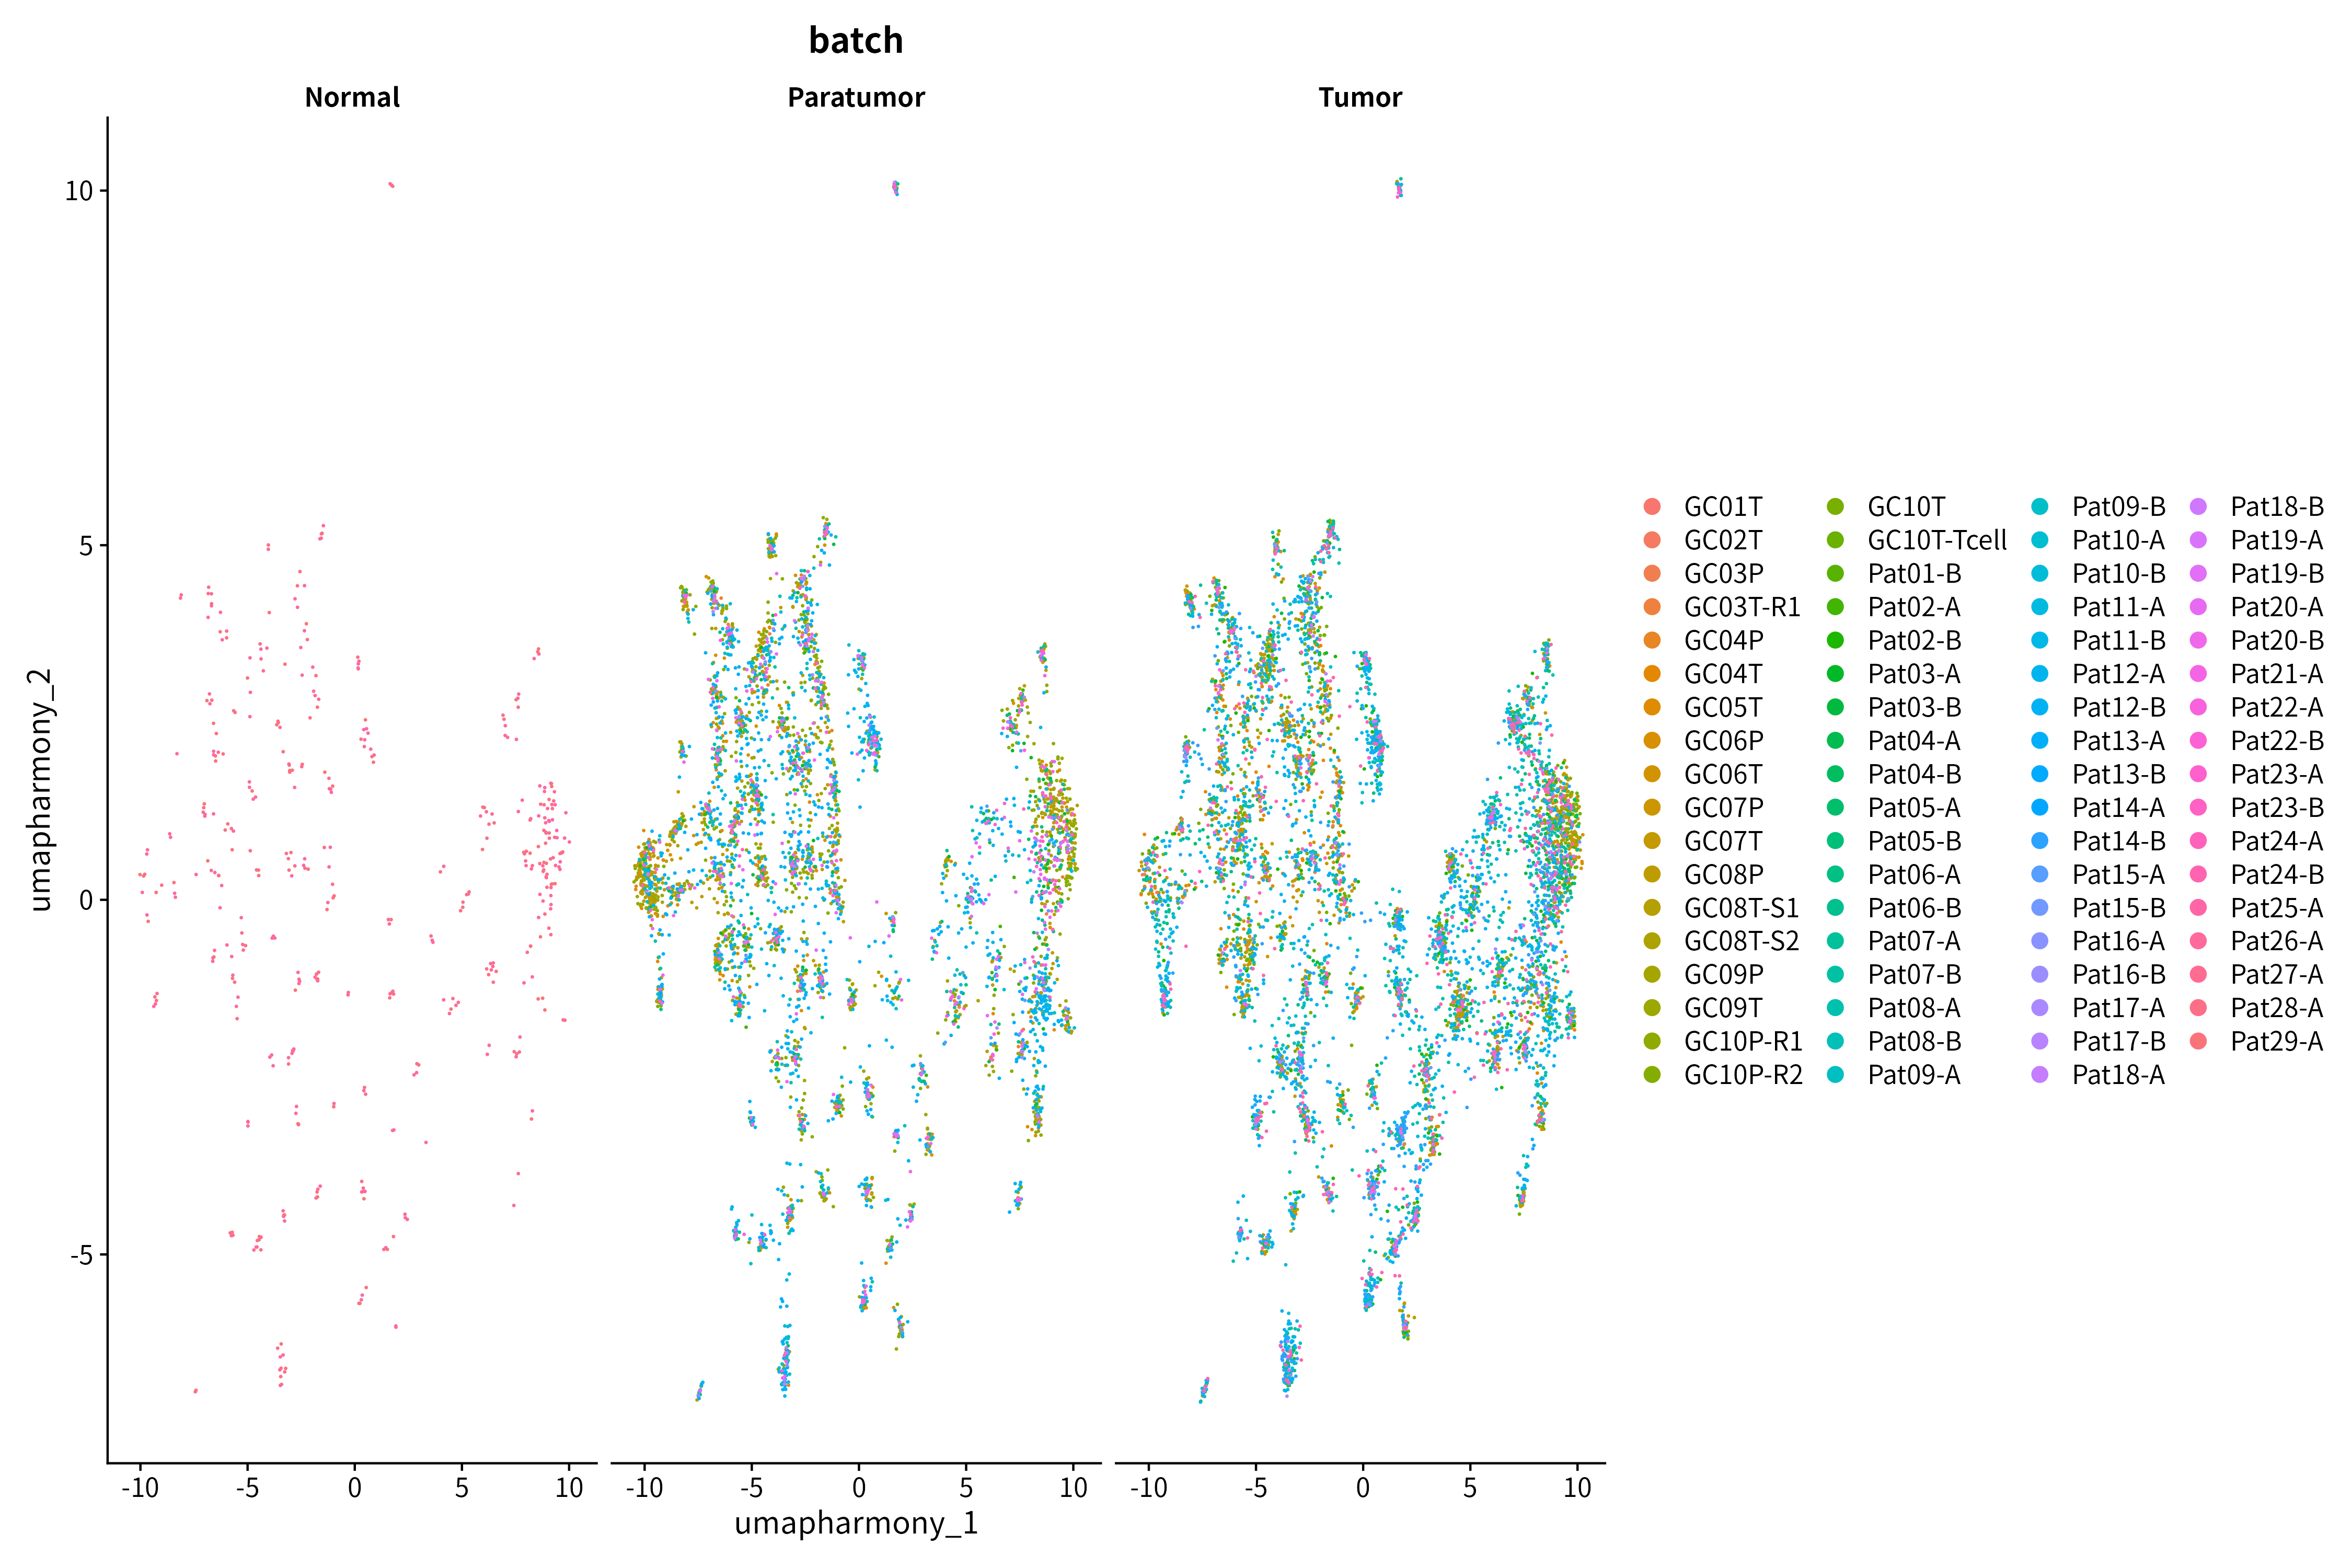 batch
Normal
Paratumor
Tumor
umapharmony_2
10
5
0
-5
-10 -5 0 5 10
-10 -5 0 5 10
-10 -5 0 5 10
umapharmony_1
GC01T
GC02T
GC03P
GC03T-R1
GC04P
GC04T
GC05T
GC06P
GC06T
GC07P
GC07T
GC08P
GC08T-S1
GC08T-S2
GC09P
GC09T
GC10P-R1
GC10P-R2
GC10T
GC10T-Tcell
Pat01-B
Pat02-A
Pat02-B
Pat03-A
Pat03-B
Pat04-A
Pat04-B
Pat05-A
Pat05-B
Pat06-A
Pat06-B
Pat07-A
Pat07-B
Pat08-A
Pat08-B
Pat09-A
Pat09-B
Pat10-A
Pat10-B
Pat11-A
Pat11-B
Pat12-A
Pat12-B
Pat13-A
Pat13-B
Pat14-A
Pat14-B
Pat15-A
Pat15-B
Pat16-A
Pat16-B
Pat17-A
Pat17-B
Pat18-A
Pat18-B
Pat19-A
Pat19-B
Pat20-A
Pat20-B
Pat21-A
Pat22-A
Pat22-B
Pat23-A
Pat23-B
Pat24-A
Pat24-B
Pat25-A
Pat26-A
Pat27-A
Pat28-A
Pat29-A